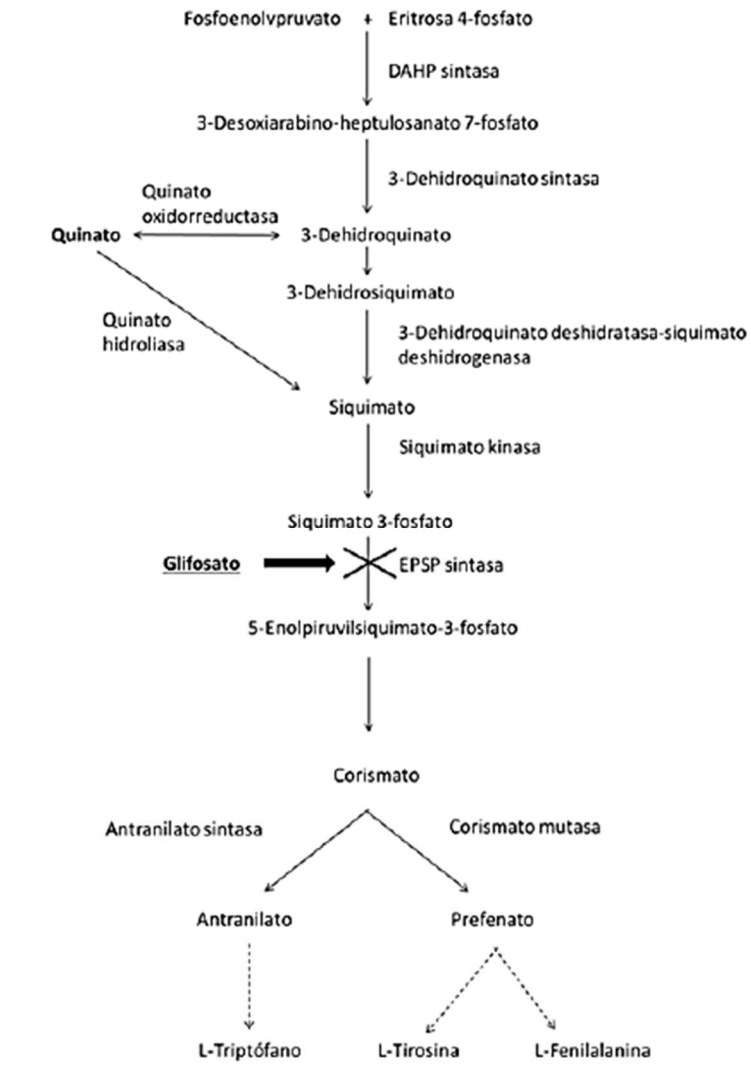 Fosfoenolvpruvato + Eritrosa 4-fosfato
DAHP sintasa
3-Desoxiarabino-heptulosanato 7-fosfato
3-Dehidroquinato sintasa
Quinato
oxidorreductasa
Quinato
3-Dehidroquinato
3-Dehidrosiquimato
Quinato
hidroliasa
3-Dehidroquinato deshidratasa-siquimato
deshidrogenasa
Siquimato
Siquimato kinasa
Siquimato 3-fosfato
Glifosato
EPSP sintasa
5-Enolpiruvilsiquimato-3-fosfato
Corismato
Antranilato sintasa
Corismato mutasa
Antranilato
Prefenato
L-Triptófano
L-Tirosina
L-Fenilalanina